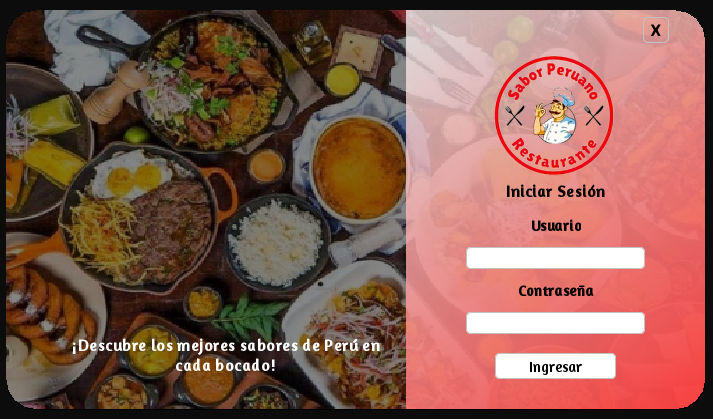 X
Sabor Peruano
Restaurante
Iniciar Sesión
Usuario
Contraseña
Ingresar
¡Descubre los mejores sabores de Perú en
cada bocado!